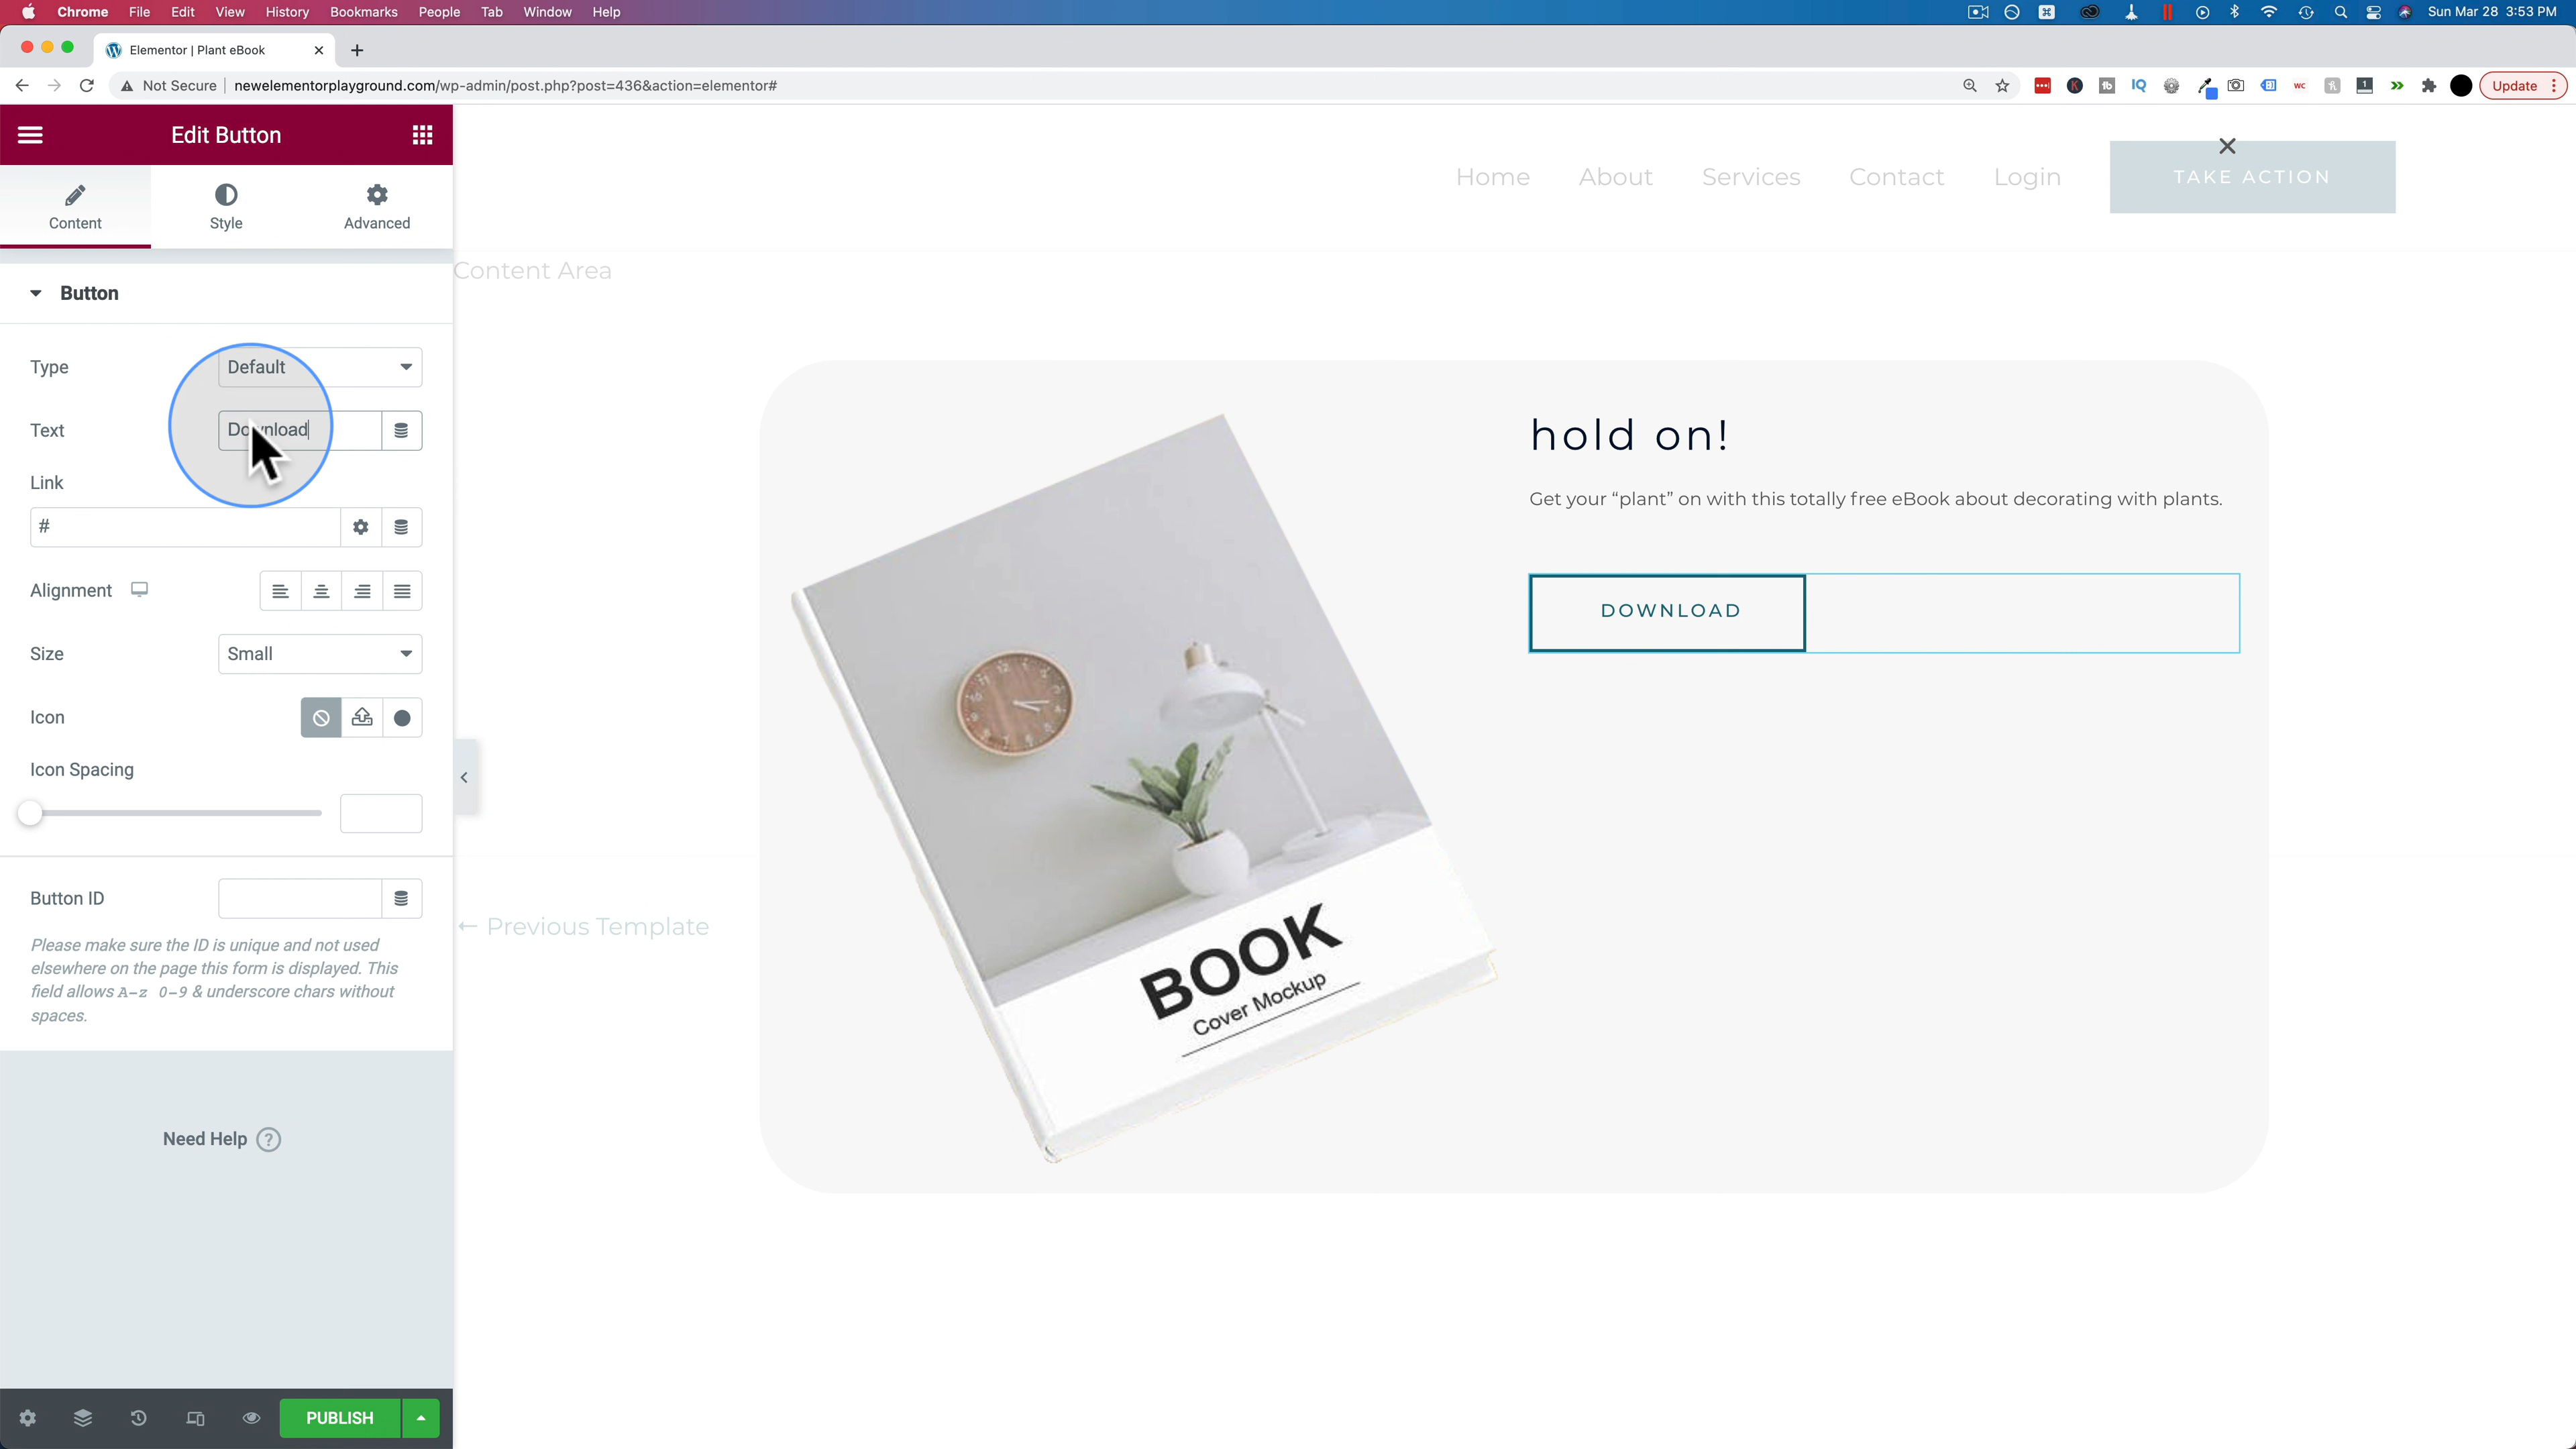 Chrome File Edit View History Bookmarks People Tab Window Help Sun Mar 28 3:53 PM
Elementor | Plant eBook
Not Secure newelementorplayground.com/wp-admin/post.php?post=436&action=elementor# Update
Edit Button
Content Style Advanced
Button
Type Default
Text Download
Link
#
Alignment
Size Small
Icon
Icon Spacing
Button ID
Please make sure the ID is unique and not used
elsewhere on the page this form is displayed. This
field allows A-z 0-9 & underscore chars without
spaces.
Need Help ?
PUBLISH
Home About Services Contact Login TAKE ACTION
Content Area
hold on!
Get your “plant” on with this totally free eBook about decorating with plants.
DOWNLOAD
BOOK
Cover Mockup
← Previous Template